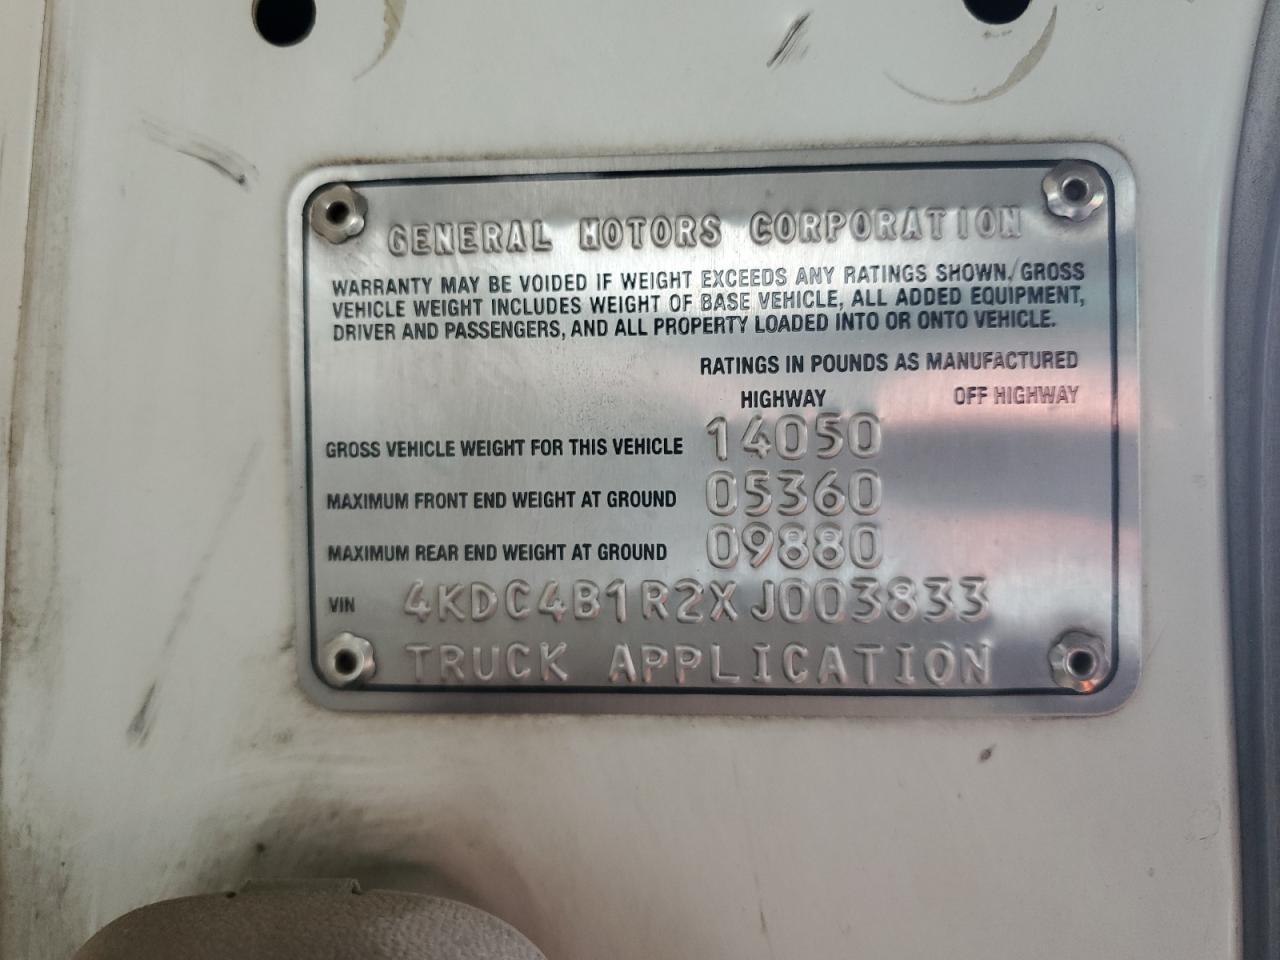 GENERAL MOTORS CORPORATION
WARRANTY MAY BE VOIDED IF WEIGHT EXCEEDS ANY RATINGS SHOWN. GROSS
VEHICLE WEIGHT INCLUDES WEIGHT OF BASE VEHICLE, ALL ADDED EQUIPMENT,
DRIVER AND PASSENGERS, AND ALL PROPERTY LOADED INTO OR ONTO VEHICLE.
RATINGS IN POUNDS AS MANUFACTURED
HIGHWAY OFF HIGHWAY
GROSS VEHICLE WEIGHT FOR THIS VEHICLE 14050
MAXIMUM FRONT END WEIGHT AT GROUND 05360
MAXIMUM REAR END WEIGHT AT GROUND 09880
VIN 4KDC4B1R2XJ003833
TRUCK APPLICATION